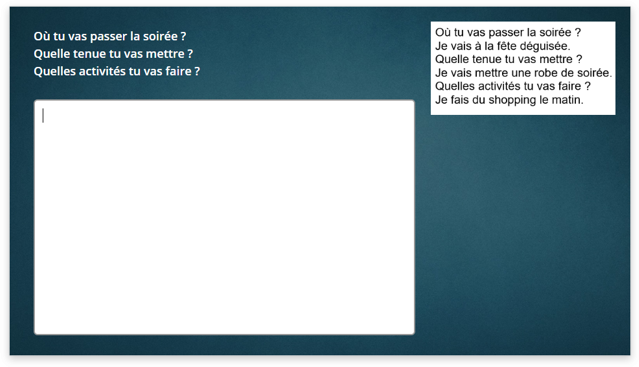 Où tu vas passer la soirée ?
Quelle tenue tu vas mettre ?
Quelles activités tu vas faire ?
Où tu vas passer la soirée ?
Je vais à la fête déguisée.
Quelle tenue tu vas mettre ?
Je vais mettre une robe de soirée.
Quelles activités tu vas faire ?
Je fais du shopping le matin.